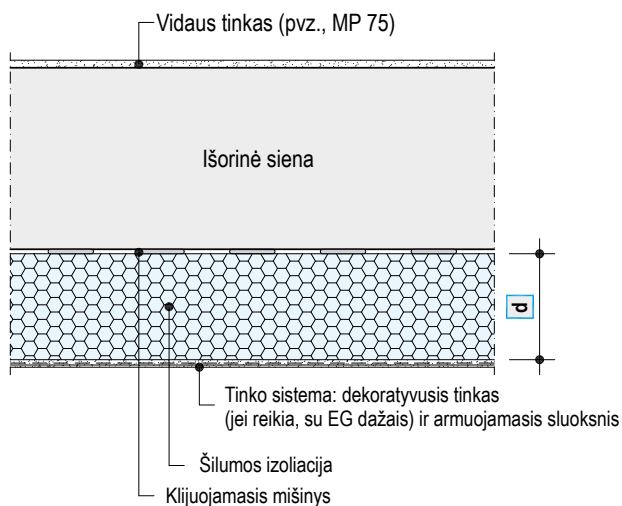 Vidaus tinkas (pvz., MP 75)
Išorinė siena
d
Tinko sistema: dekoratyvusis tinkas
(jei reikia, su EG dažais) ir armuojamasis sluoksnis
Šilumos izoliacija
Klijuojamasis mišinys